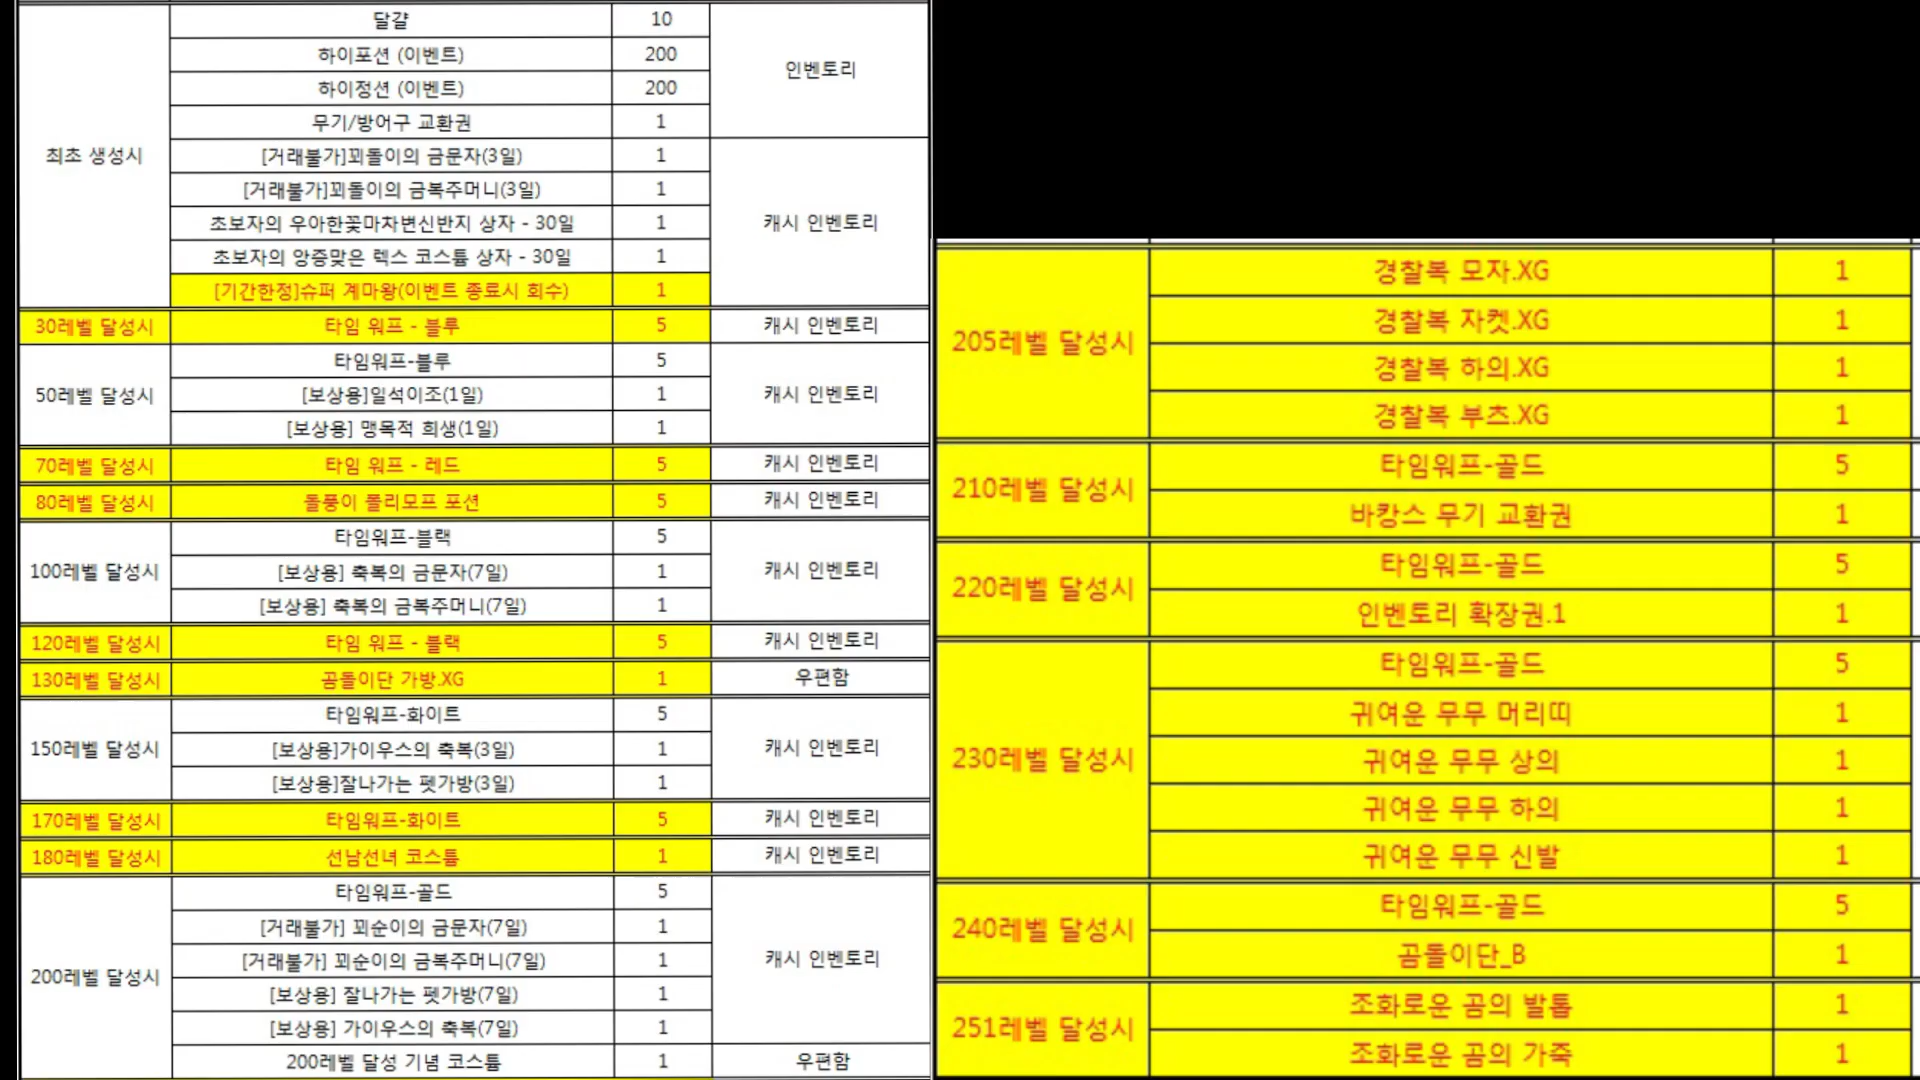 최초 생성시
달걀 10 인벤토리
하이포션 (이벤트) 200
하이정션 (이벤트) 200
무기/방어구 교환권 1
[거래불가]꾀돌이의 금문자(3일) 1 캐시 인벤토리
[거래불가]꾀돌이의 금복주머니(3일) 1
초보자의 우아한꽃마차변신반지 상자 - 30일 1
초보자의 앙증맞은 렉스 코스튬 상자 - 30일 1
[기간한정]슈퍼 계마왕(이벤트 종료시 회수) 1
30레벨 달성시 타임 워프 - 블루 5 캐시 인벤토리
50레벨 달성시 타임워프-블루 5 캐시 인벤토리
[보상용]일석이조(1일) 1
[보상용] 맹목적 희생(1일) 1
70레벨 달성시 타임 워프 - 레드 5 캐시 인벤토리
80레벨 달성시 돌풍이 폴리모프 포션 5 캐시 인벤토리
100레벨 달성시 타임워프-블랙 5 캐시 인벤토리
[보상용] 축복의 금문자(7일) 1
[보상용] 축복의 금복주머니(7일) 1
120레벨 달성시 타임 워프 - 블랙 5 캐시 인벤토리
130레벨 달성시 곰돌이단 가방.XG 1 우편함
150레벨 달성시 타임워프-화이트 5 캐시 인벤토리
[보상용]가이우스의 축복(3일) 1
[보상용]잘나가는 펫가방(3일) 1
170레벨 달성시 타임워프-화이트 5 캐시 인벤토리
180레벨 달성시 선남선녀 코스튬 1 캐시 인벤토리
200레벨 달성시 타임워프-골드 5 캐시 인벤토리
[거래불가] 꾀순이의 금문자(7일) 1
[거래불가] 꾀순이의 금복주머니(7일) 1
[보상용] 잘나가는 펫가방(7일) 1
[보상용] 가이우스의 축복(7일) 1
200레벨 달성 기념 코스튬 1 우편함
205레벨 달성시 경찰복 모자.XG 1
경찰복 자켓.XG 1
경찰복 하의.XG 1
경찰복 부츠.XG 1
210레벨 달성시 타임워프-골드 5
바캉스 무기 교환권 1
220레벨 달성시 타임워프-골드 5
인벤토리 확장권.1 1
230레벨 달성시 타임워프-골드 5
귀여운 무무 머리띠 1
귀여운 무무 상의 1
귀여운 무무 하의 1
귀여운 무무 신발 1
240레벨 달성시 타임워프-골드 5
곰돌이단_B 1
251레벨 달성시 조화로운 곰의 발톱 1
조화로운 곰의 가죽 1